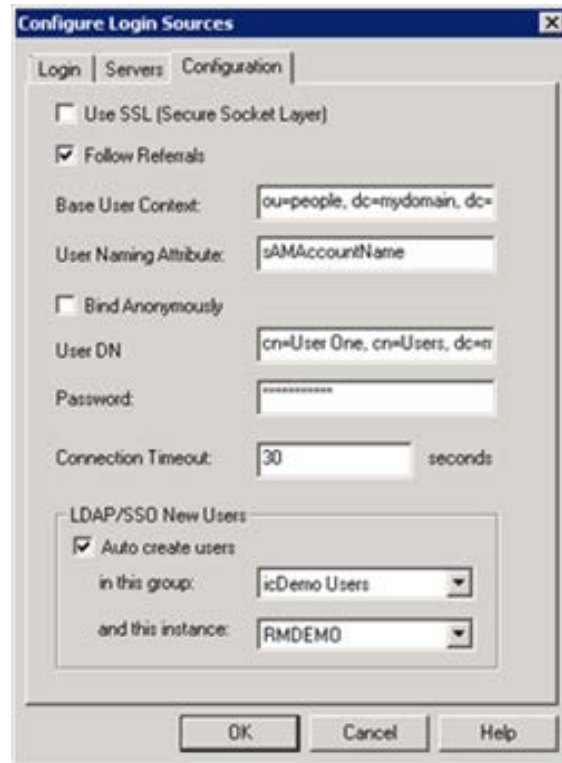 Configure Login Sources
Login Servers Configuration
Use SSL (Secure Socket Layer)
Follow Referrals
Base User Context: ou=people, dc=mydomain, dc=
User Naming Attribute: sAMAccountName
Bind Anonymously
User DN cn=User One, cn=Users, dc=m
Password: ***********
Connection Timeout: 30 seconds
LDAP/SSO New Users
Auto create users
in this group: icDemo Users
and this instance: RMDEMO
OK Cancel Help